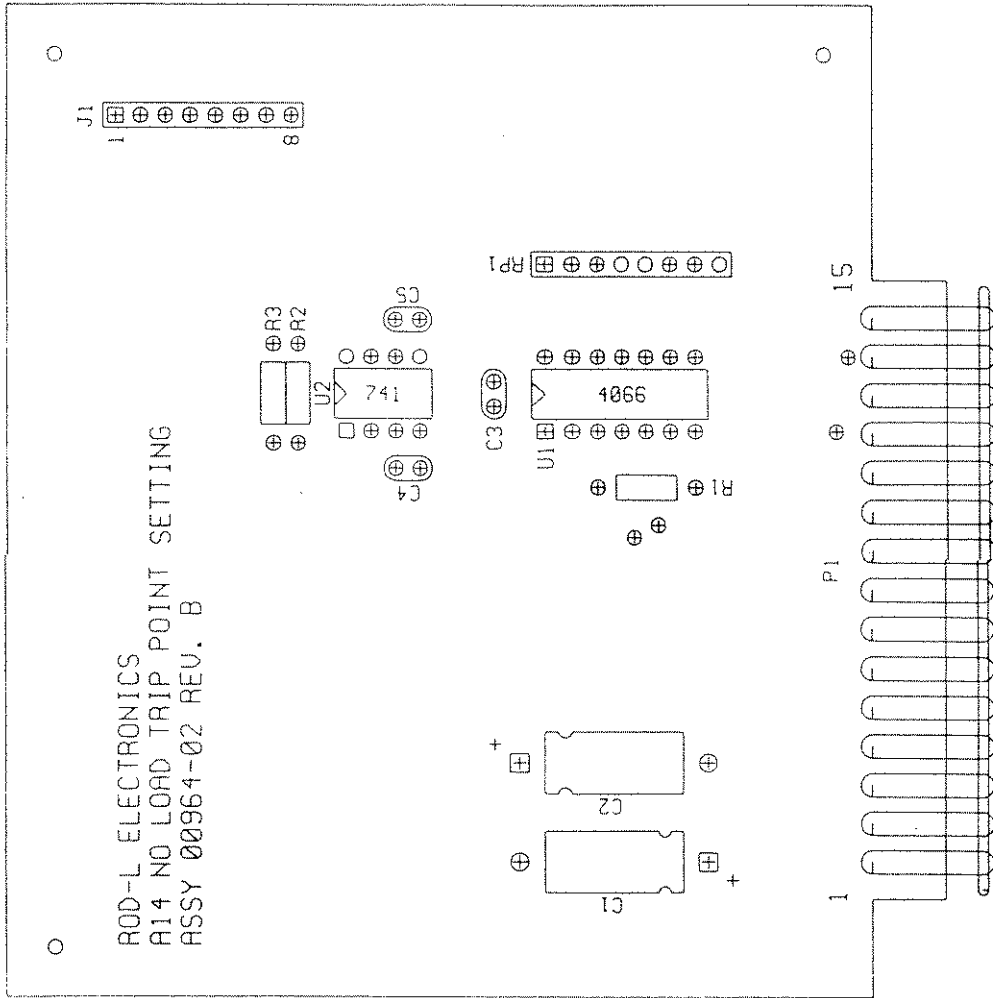 ROD-L ELECTRONICS
A14 NO LOAD TRIP POINT SETTING
ASSY 00964-02 REV. B
J1
1
8
RP1
R3
R2
C5
U2
741
C4
C3
4066
U1
R1
15
P1
1
+
C2
C1
+